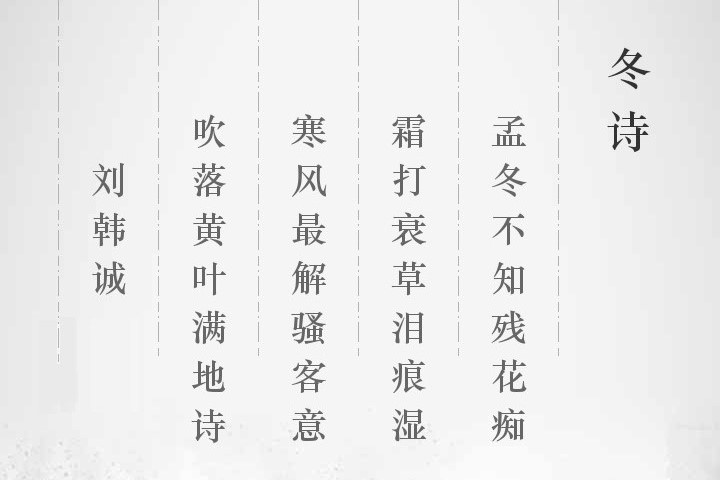 冬诗
孟冬不知残花痴
霜打衰草泪痕湿
寒风最解骚客意
吹落黄叶满地诗
刘韩诚